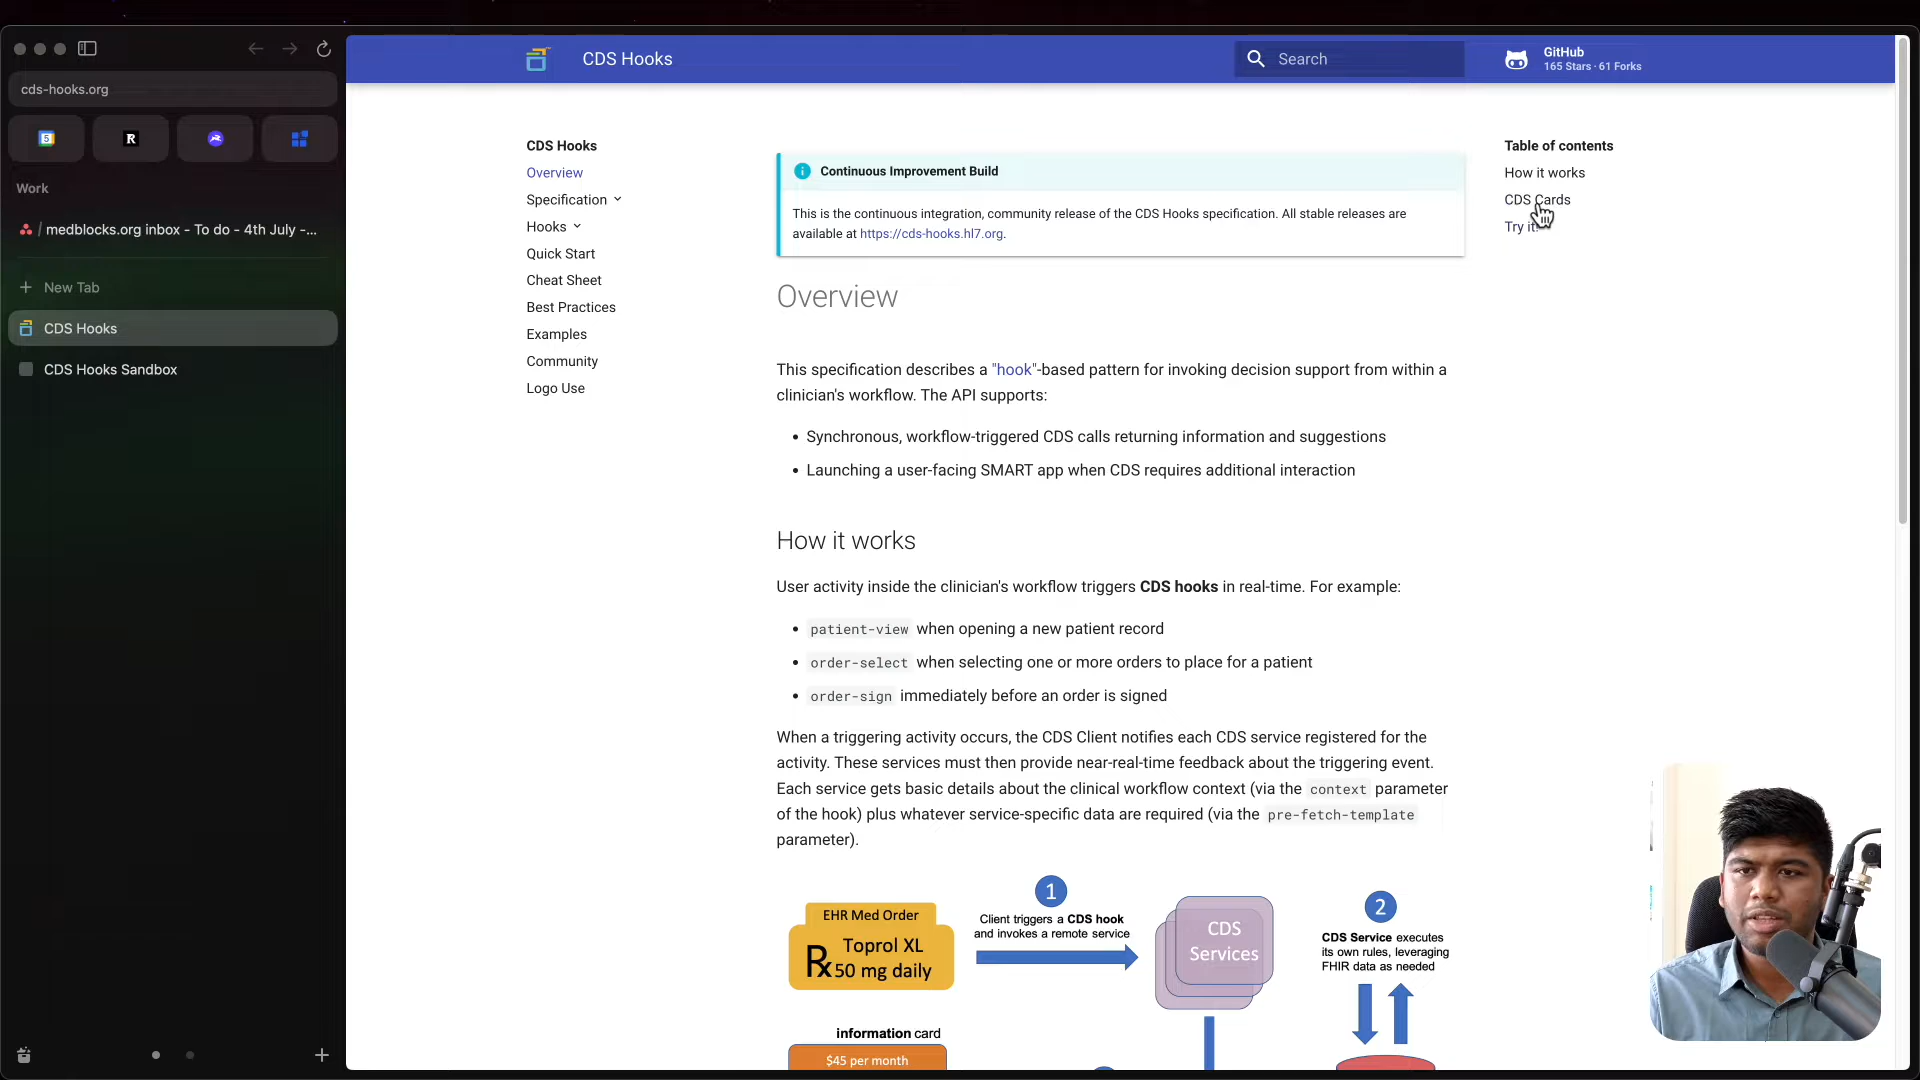 cds-hooks.org
5
R
Work
/ medblocks.org inbox - To do - 4th July -...
New Tab
CDS Hooks
CDS Hooks Sandbox
CDS Hooks
Search
GitHub
165 Stars · 61 Forks
CDS Hooks
Overview
Specification
Hooks
Quick Start
Cheat Sheet
Best Practices
Examples
Community
Logo Use
Continuous Improvement Build
This is the continuous integration, community release of the CDS Hooks specification. All stable releases are
available at https://cds-hooks.hl7.org.
Overview
This specification describes a "hook"-based pattern for invoking decision support from within a
clinician's workflow. The API supports:
• Synchronous, workflow-triggered CDS calls returning information and suggestions
• Launching a user-facing SMART app when CDS requires additional interaction
How it works
User activity inside the clinician's workflow triggers CDS hooks in real-time. For example:
• patient-view when opening a new patient record
• order-select when selecting one or more orders to place for a patient
• order-sign immediately before an order is signed
When a triggering activity occurs, the CDS Client notifies each CDS service registered for the
activity. These services must then provide near-real-time feedback about the triggering event.
Each service gets basic details about the clinical workflow context (via the context parameter
of the hook) plus whatever service-specific data are required (via the pre-fetch-template
parameter).
EHR Med Order
Rx Toprol XL
50 mg daily
1
Client triggers a CDS hook
and invokes a remote service
CDS
Services
2
CDS Service executes
its own rules, leveraging
FHIR data as needed
information card
$45 per month
Table of contents
How it works
CDS Cards
Try it!